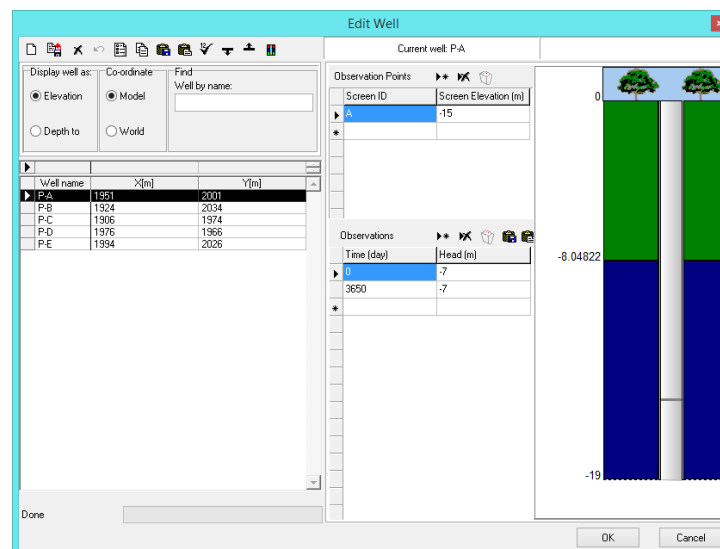 Edit Well
Current well: P-A
Display well as:
Elevation
Depth to
Co-ordinate
Model
World
Find
Well by name:
Well name X[m] Y[m]
P-A 1951 2001
P-B 1924 2034
P-C 1906 1974
P-D 1976 1966
P-E 1994 2026
Done
Observation Points
Screen ID Screen Elevation (m)
A -15
Observations
Time (day) Head (m)
0 -7
3650 -7
0
-8.04822
-19
OK Cancel